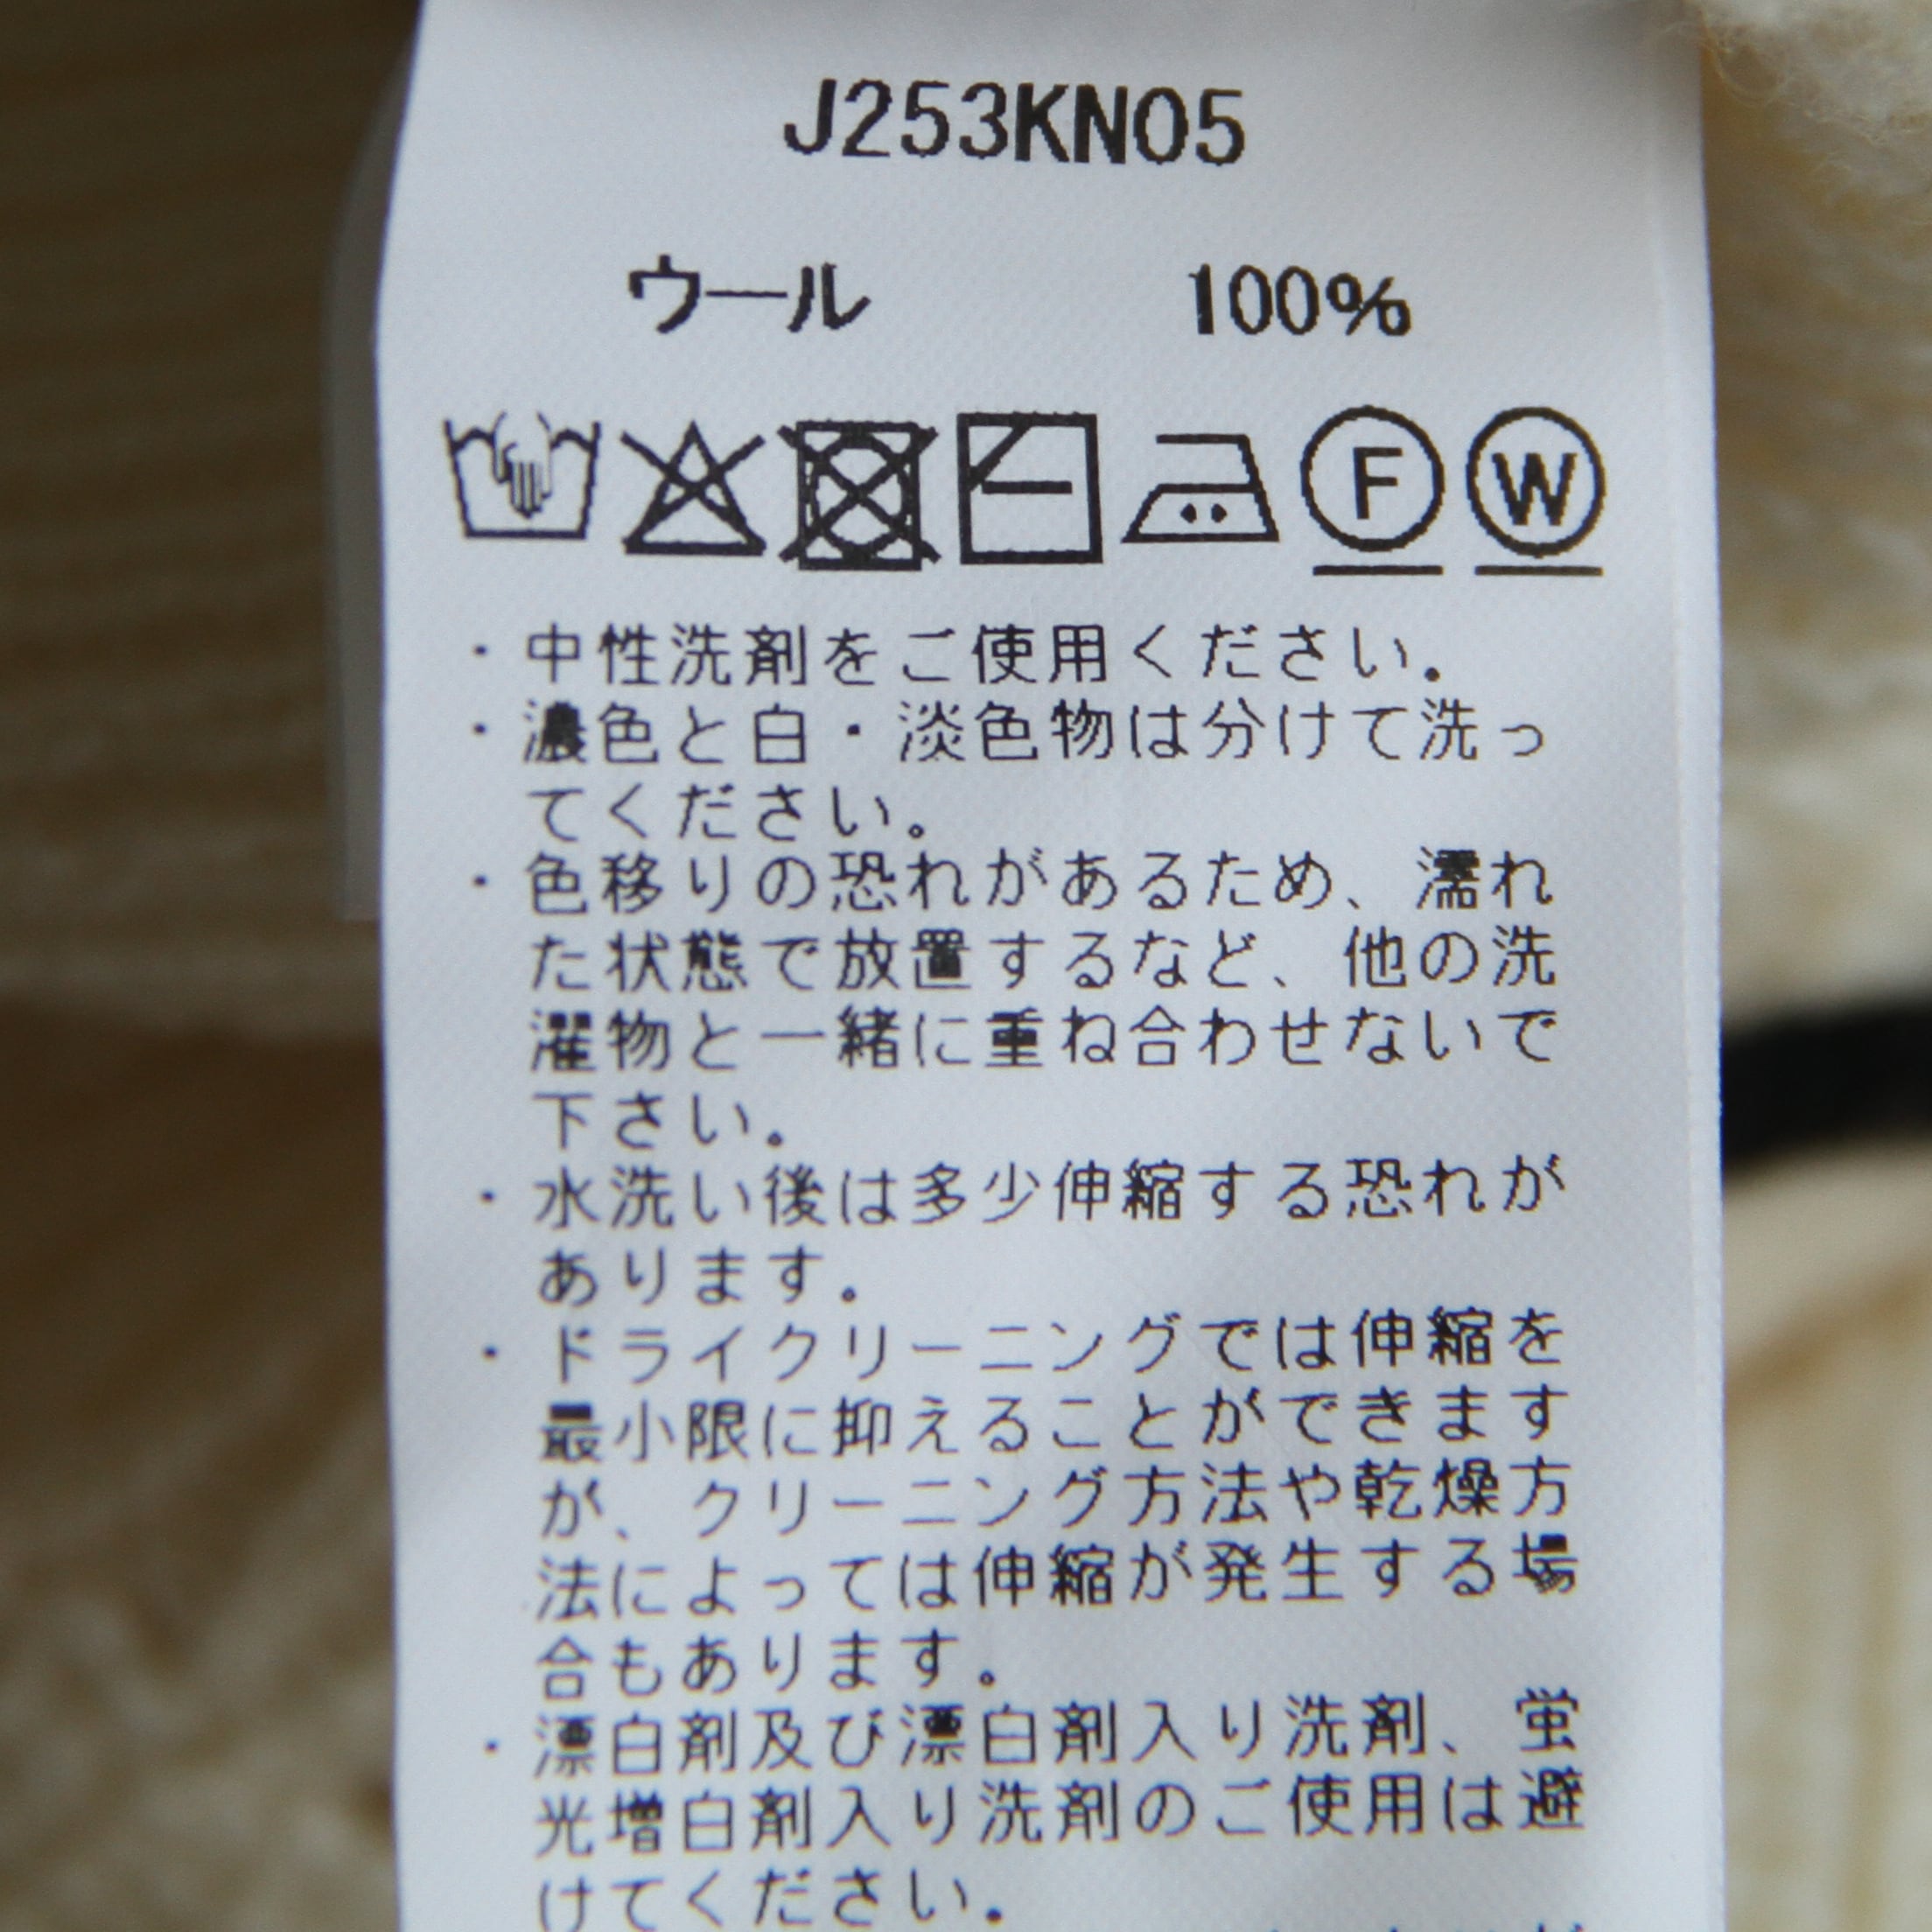 J253KN05
ウール 100%
F W
・中性洗剤をご使用ください。
・濃色と白・淡色物は分けて洗っ
てください。
・色移りの恐れがあるため、濡れ
た状態で放置するなど、他の洗
濯物と一緒に重ね合わせないで
下さい。
・水洗い後は多少伸縮する恐れが
あります。
・ドライクリーニングでは伸縮を
最小限に抑えることができます
が、クリーニング方法や乾燥方
法によっては伸縮が発生する場
合もあります。
・漂白剤及び漂白剤入り洗剤、蛍
光増白剤入り洗剤のご使用は避
けてください。